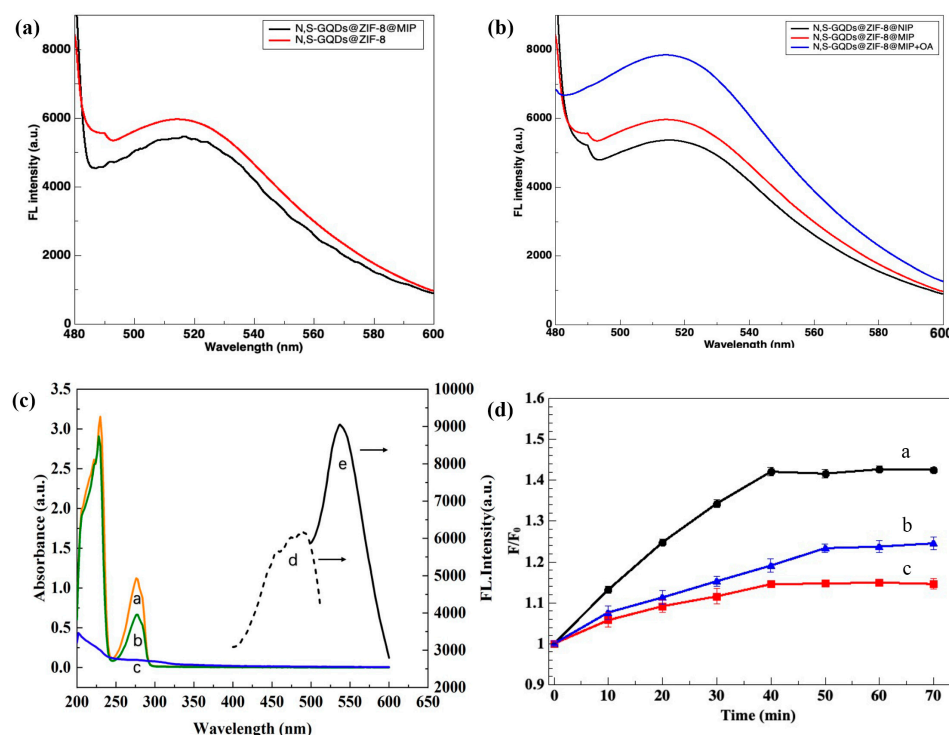 (a)
N,S-GQDs@ZIF-8@MIP
N,S-GQDs@ZIF-8
FL intensity (a.u.)
8000
6000
4000
2000
0
480 500 520 540 560 580 600
Wavelength (nm)
(b)
N,S-GQDs@ZIF-8@NIP
N,S-GQDs@ZIF-8@MIP
N,S-GQDs@ZIF-8@MIP+OA
FL intensity (a.u.)
8000
6000
4000
2000
0
480 500 520 540 560 580 600
Wavelength (nm)
(c)
Absorbance (a.u.)
3.5
3.0
2.5
2.0
1.5
1.0
0.5
0.0
a
b
c
d
e
10000
9000
8000
7000
6000
5000
4000
3000
2000
FL.Intensity(a.u.)
200 250 300 350 400 450 500 550 600 650
Wavelength (nm)
(d)
F/F0
1.6
1.5
1.4
1.3
1.2
1.1
1
0.9
a
b
c
0 10 20 30 40 50 60 70
Time (min)